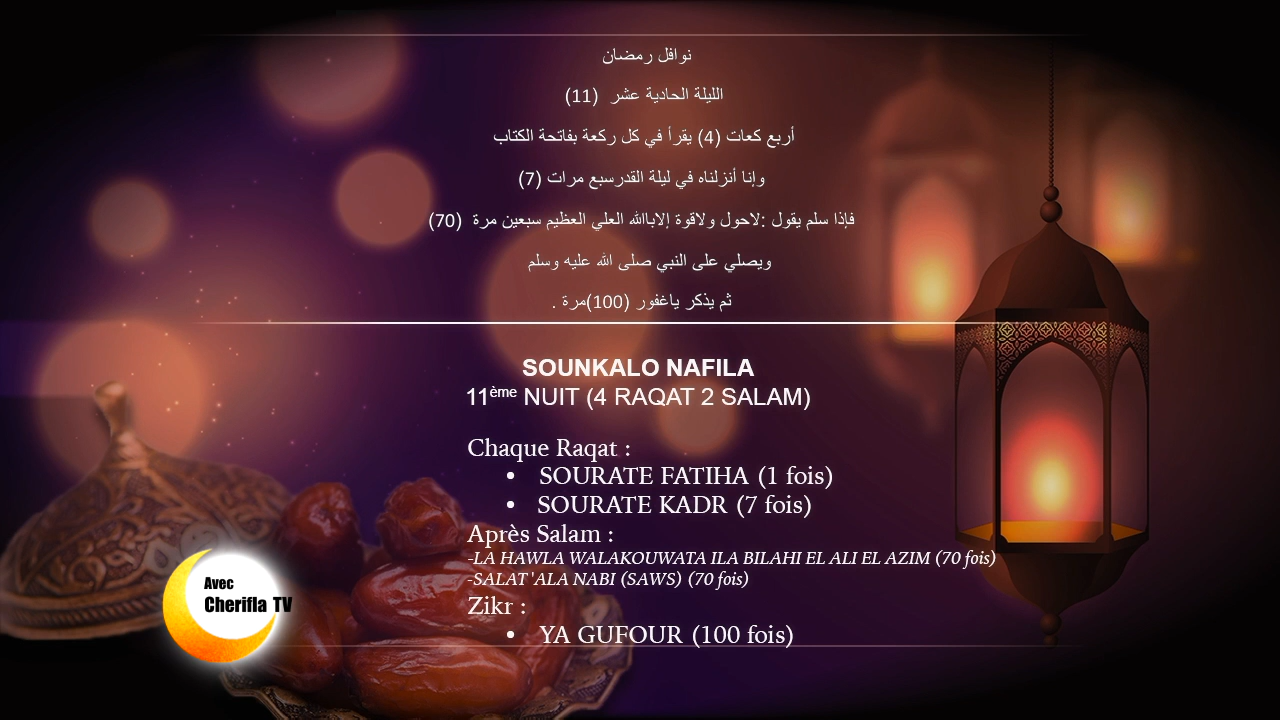 نوافل رمضان
الليلة الحادية عشر (11)
أربع كعات (4) يقرأ في كل ركعة بفاتحة الكتاب
وإنا أنزلناه في ليلة القدرسبع مرات (7)
فإذا سلم يقول :لاحول ولاقوة إلاباالله العلي العظيم سبعين مرة (70)
ويصلي على النبي صلى الله عليه وسلم
ثم يذكر ياغفور (100)مرة .
SOUNKALO NAFILA
11ème NUIT (4 RAQAT 2 SALAM)
Chaque Raqat :
• SOURATE FATIHA (1 fois)
• SOURATE KADR (7 fois)
Après Salam :
-LA HAWLA WALAKOUWATA ILA BILAHI EL ALI EL AZIM (70 fois)
-SALAT 'ALA NABI (SAWS) (70 fois)
Zikr :
• YA GUFOUR (100 fois)
Avec
Cherifla TV